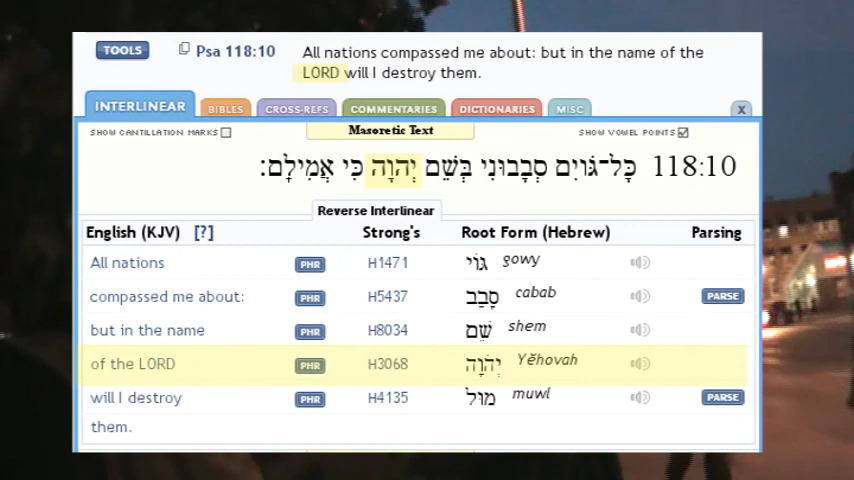 TOOLS Psa 118:10 All nations compassed me about: but in the name of the
LORD will I destroy them.
INTERLINEAR BIBLES CROSS-REFS COMMENTARIES DICTIONARIES MISC X
SHOW CANTILLATION MARKS Masoretic Text SHOW VOWEL POINTS
118:10 כָּל־גּוֹיִם סְבָבוּנִי בְּשֵׁם יְהוָה כִּי אֲמִילַֽם׃
Reverse Interlinear
English (KJV) [?] Strong's Root Form (Hebrew) Parsing
All nations PHR H1471 גּוֹי gowy
compassed me about: PHR H5437 סָבַב cabab PARSE
but in the name PHR H8034 שֵׁם shem
of the LORD PHR H3068 יְהֹוָה Yĕhovah
will I destroy PHR H4135 מוּל muwl PARSE
them.